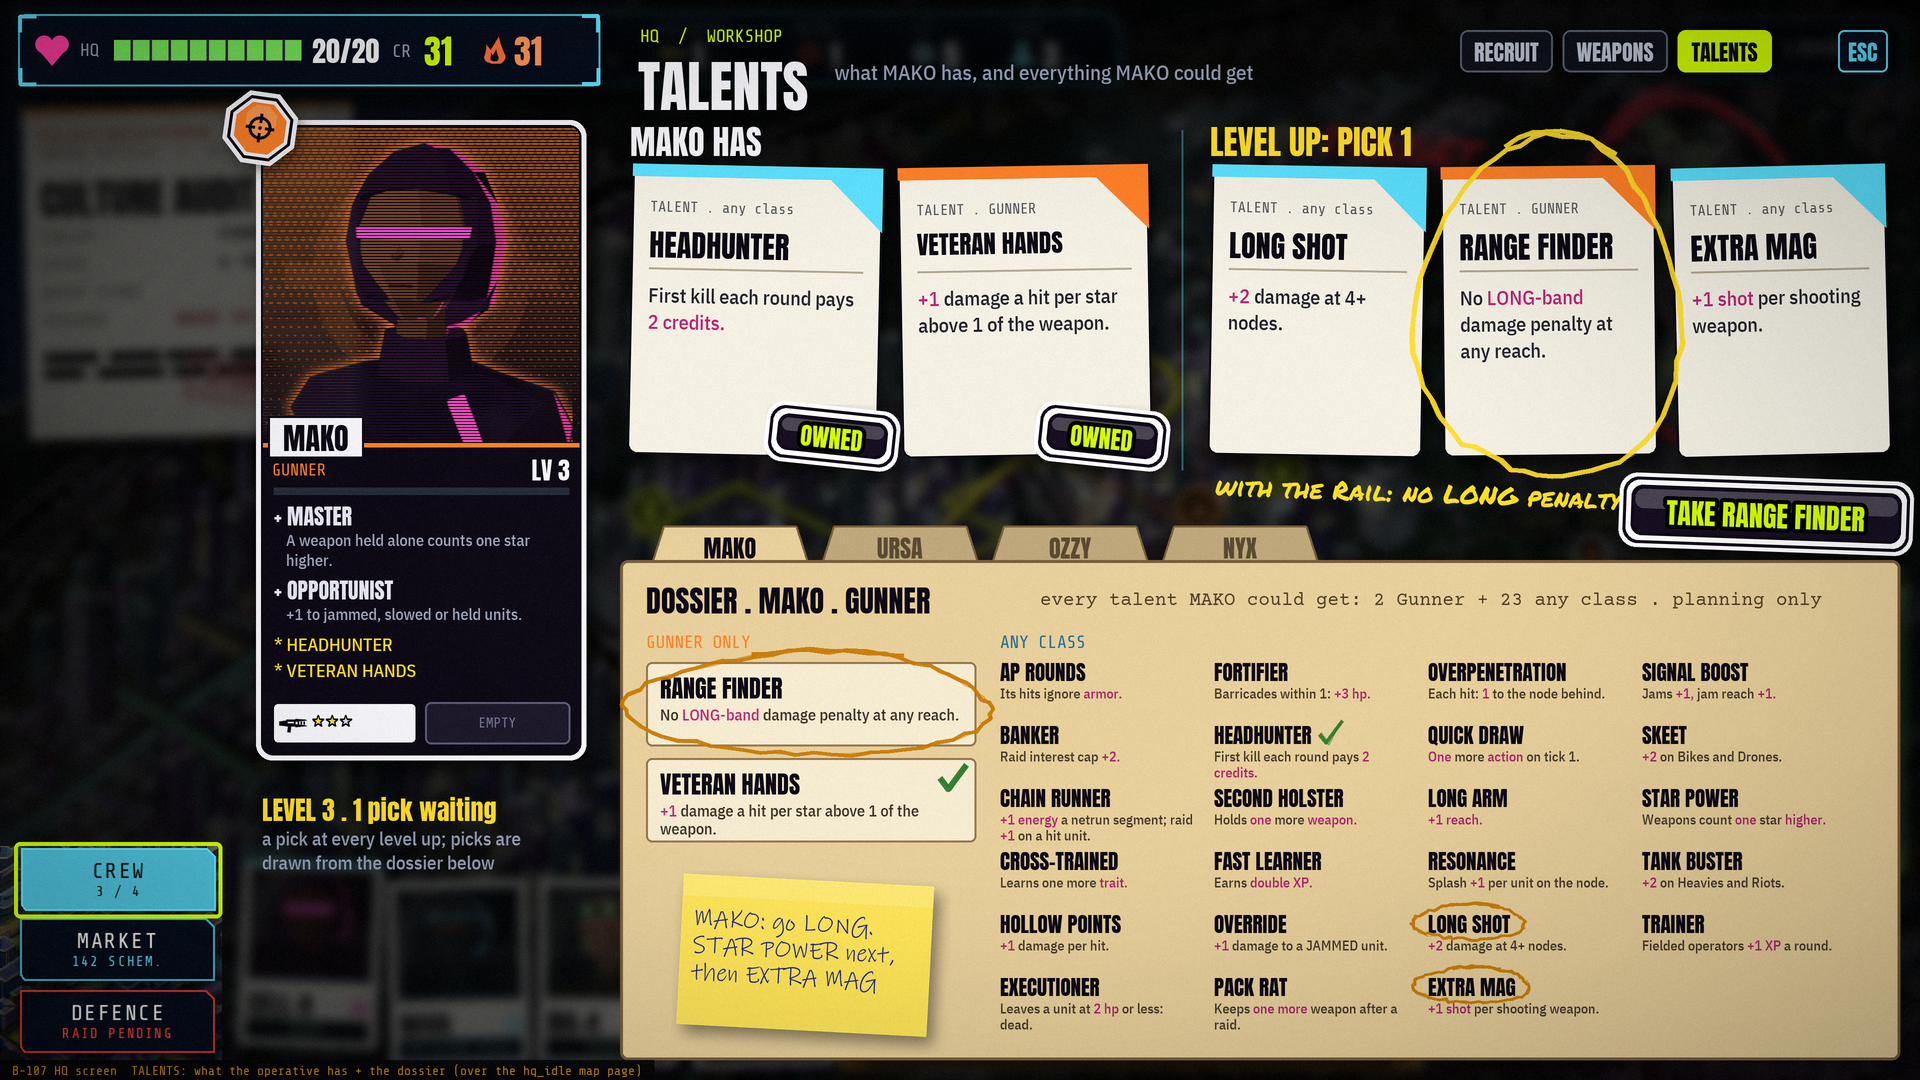 HQ
20/20
CR
31
31
HQ / WORKSHOP
TALENTS
what MAKO has, and everything MAKO could get
RECRUIT
WEAPONS
TALENTS
ESC
MAKO
GUNNER
LV 3
+ MASTER
A weapon held alone counts one star
higher.
+ OPPORTUNIST
+1 to jammed, slowed or held units.
* HEADHUNTER
* VETERAN HANDS
EMPTY
LEVEL 3 . 1 pick waiting
a pick at every level up; picks are
drawn from the dossier below
CREW
3 / 4
MARKET
142 SCHEM.
DEFENCE
RAID PENDING
MAKO HAS
TALENT . any class
HEADHUNTER
First kill each round pays
2 credits.
OWNED
TALENT . GUNNER
VETERAN HANDS
+1 damage a hit per star
above 1 of the weapon.
OWNED
LEVEL UP: PICK 1
TALENT . any class
LONG SHOT
+2 damage at 4+
nodes.
TALENT . GUNNER
RANGE FINDER
No LONG-band
damage penalty at
any reach.
TALENT . any class
EXTRA MAG
+1 shot per shooting
weapon.
WITH THE RAIL: NO LONG PENALTY
TAKE RANGE FINDER
MAKO
URSA
OZZY
NYX
DOSSIER . MAKO . GUNNER
every talent MAKO could get: 2 Gunner + 23 any class . planning only
GUNNER ONLY
RANGE FINDER
No LONG-band damage penalty at any reach.
VETERAN HANDS
+1 damage a hit per star above 1 of the
weapon.
MAKO: go LONG.
STAR POWER next,
then EXTRA MAG
ANY CLASS
AP ROUNDS
Its hits ignore armor.
BANKER
Raid interest cap +2.
CHAIN RUNNER
+1 energy a netrun segment; raid
+1 on a hit unit.
CROSS-TRAINED
Learns one more trait.
HOLLOW POINTS
+1 damage per hit.
EXECUTIONER
Leaves a unit at 2 hp or less:
dead.
FORTIFIER
Barricades within 1: +3 hp.
HEADHUNTER
First kill each round pays 2
credits.
SECOND HOLSTER
Holds one more weapon.
FAST LEARNER
Earns double XP.
OVERRIDE
+1 damage to a JAMMED unit.
PACK RAT
Keeps one more weapon after a
raid.
OVERPENETRATION
Each hit: 1 to the node behind.
QUICK DRAW
One more action on tick 1.
LONG ARM
+1 reach.
RESONANCE
Splash +1 per unit on the node.
LONG SHOT
+2 damage at 4+ nodes.
EXTRA MAG
+1 shot per shooting weapon.
SIGNAL BOOST
Jams +1, jam reach +1.
SKEET
+2 on Bikes and Drones.
STAR POWER
Weapons count one star higher.
TANK BUSTER
+2 on Heavies and Riots.
TRAINER
Fielded operators +1 XP a round.
B-107 HQ screen TALENTS: what the operative has + the dossier (over the hq_idle map page)